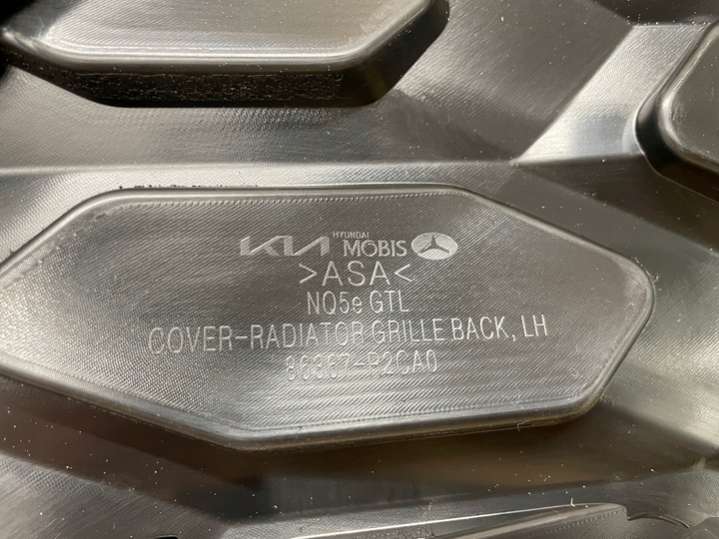 KIA HYUNDAI MOBIS
>ASA<
NQ5e GTL
COVER-RADIATOR GRILLE BACK, LH
86367-P2CA0